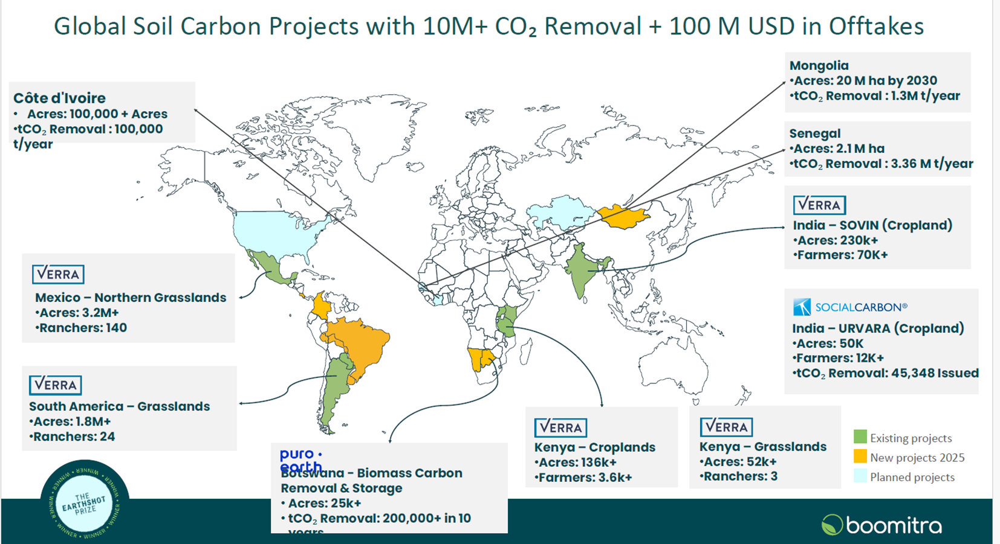 Global Soil Carbon Projects with 10M+ CO₂ Removal + 100 M USD in Offtakes
Côte d'Ivoire
• Acres: 100,000 + Acres
•tCO₂ Removal : 100,000
t/year
Mongolia
•Acres: 20 M ha by 2030
•tCO₂ Removal : 1.3M t/year
Senegal
•Acres: 2.1 M ha
•tCO₂ Removal : 3.36 M t/year
VERRA
India – SOVIN (Cropland)
•Acres: 230k+
•Farmers: 70K+
VERRA
Mexico – Northern Grasslands
•Acres: 3.2M+
•Ranchers: 140
SOCIALCARBON®
India – URVARA (Cropland)
•Acres: 50K
•Farmers: 12K+
•tCO₂ Removal: 45,348 Issued
VERRA
South America – Grasslands
•Acres: 1.8M+
•Ranchers: 24
puro·
earth
Botswana - Biomass Carbon
Removal & Storage
• Acres: 25k+
• tCO₂ Removal: 200,000+ in 10
years
VERRA
Kenya – Croplands
•Acres: 136k+
•Farmers: 3.6k+
VERRA
Kenya – Grasslands
•Acres: 52k+
•Ranchers: 3
Existing projects
New projects 2025
Planned projects
WINNER • WINNER • WINNER • WINNER • WINNER • WINNER • WINNER •
THE
EARTHSHOT
PRIZE
boomitra